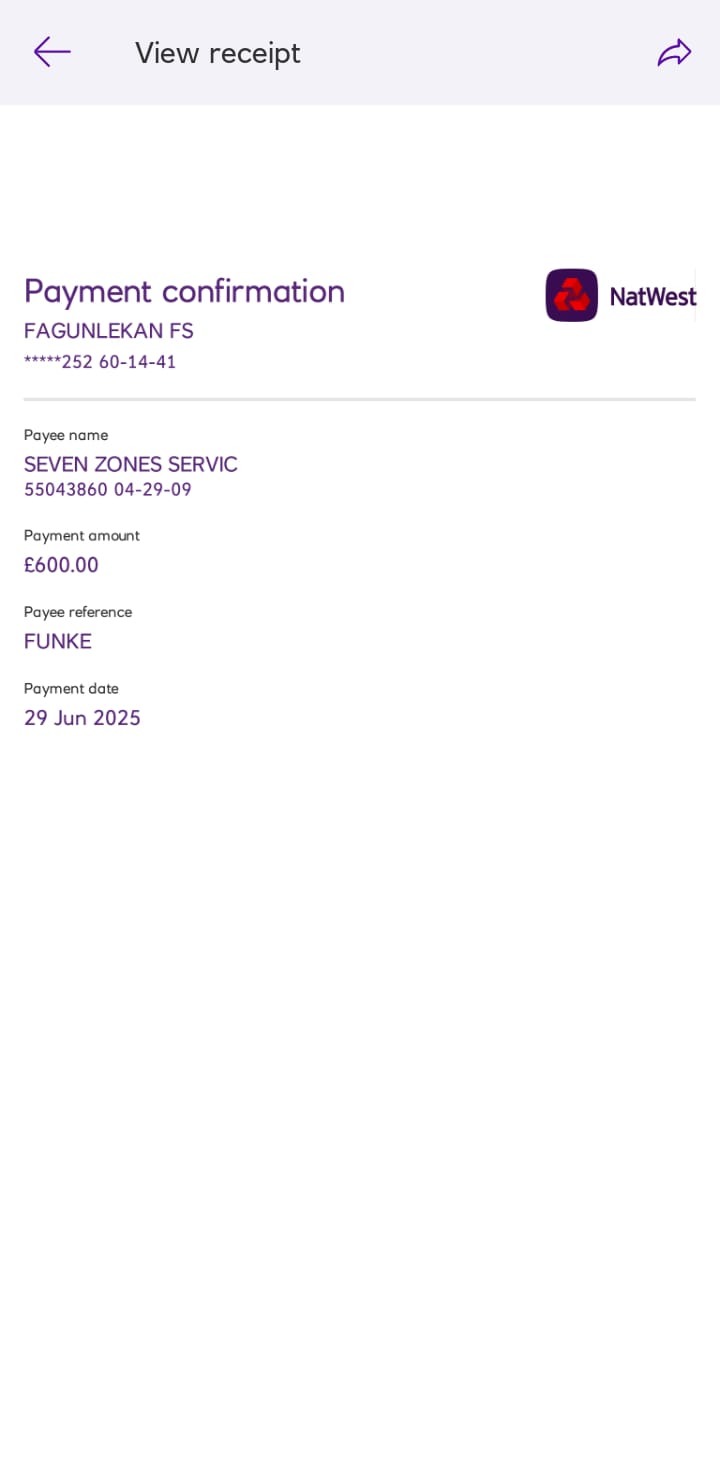 View receipt
Payment confirmation
NatWest
FAGUNLEKAN FS
*****252 60-14-41
Payee name
SEVEN ZONES SERVIC
55043860 04-29-09
Payment amount
£600.00
Payee reference
FUNKE
Payment date
29 Jun 2025